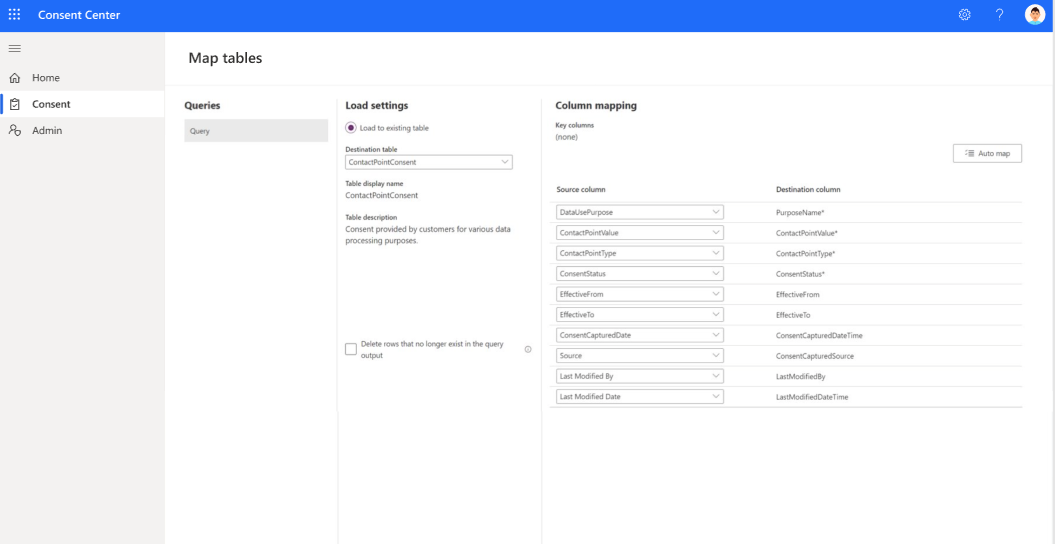 Consent Center
?
Map tables
Home
Consent
Admin
Queries
Query
Load settings
Load to existing table
Destination table
ContactPointConsent
Table display name
ContactPointConsent
Table description
Consent provided by customers for various data
processing purposes.
Delete rows that no longer exist in the query
output
Column mapping
Key columns
(none)
Auto map
Source column Destination column
DataUsePurpose PurposeName*
ContactPointValue ContactPointValue*
ContactPointType ContactPointType*
ConsentStatus ConsentStatus*
EffectiveFrom EffectiveFrom
EffectiveTo EffectiveTo
ConsentCapturedDate ConsentCapturedDateTime
Source ConsentCapturedSource
Last Modified By LastModifiedBy
Last Modified Date LastModifiedDateTime